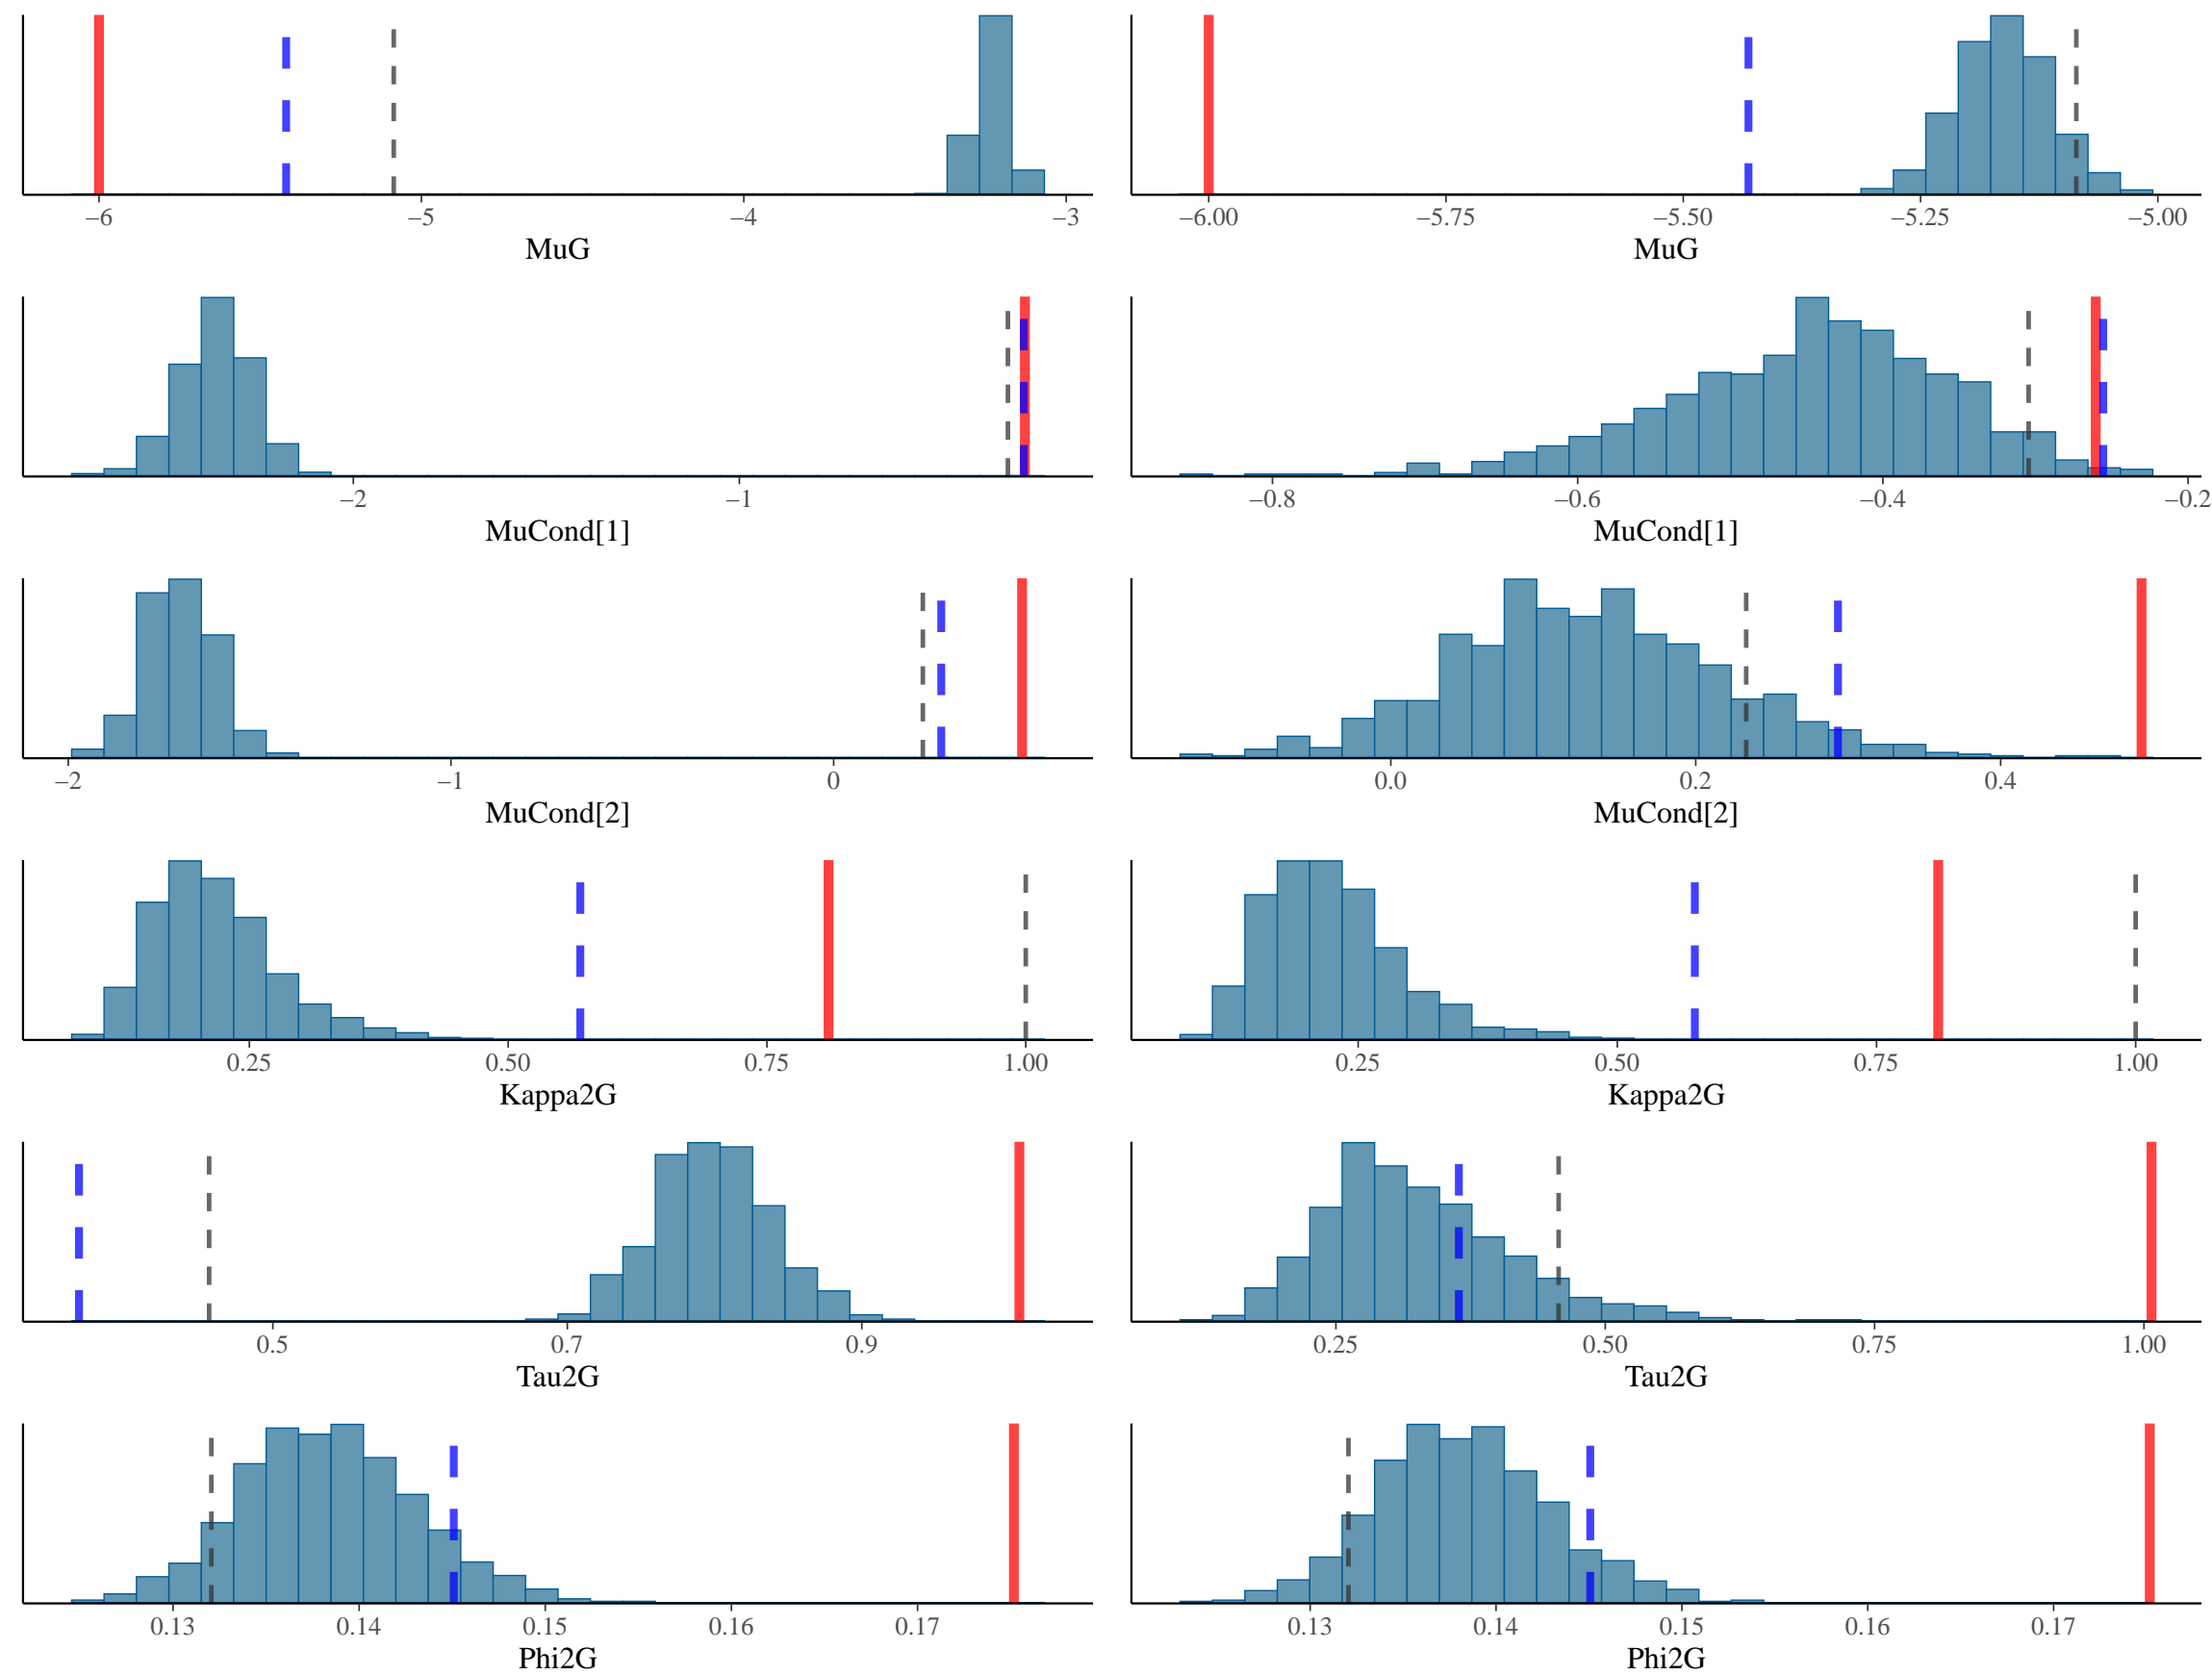 −6 −5 −4 −3
MuG
−6.00 −5.75 −5.50 −5.25 −5.00
MuG
−2 −1
MuCond[1]
−0.8 −0.6 −0.4 −0.2
MuCond[1]
−2 −1 0
MuCond[2]
0.0 0.2 0.4
MuCond[2]
0.25 0.50 0.75 1.00
Kappa2G
0.25 0.50 0.75 1.00
Kappa2G
0.5 0.7 0.9
Tau2G
0.25 0.50 0.75 1.00
Tau2G
0.13 0.14 0.15 0.16 0.17
Phi2G
0.13 0.14 0.15 0.16 0.17
Phi2G